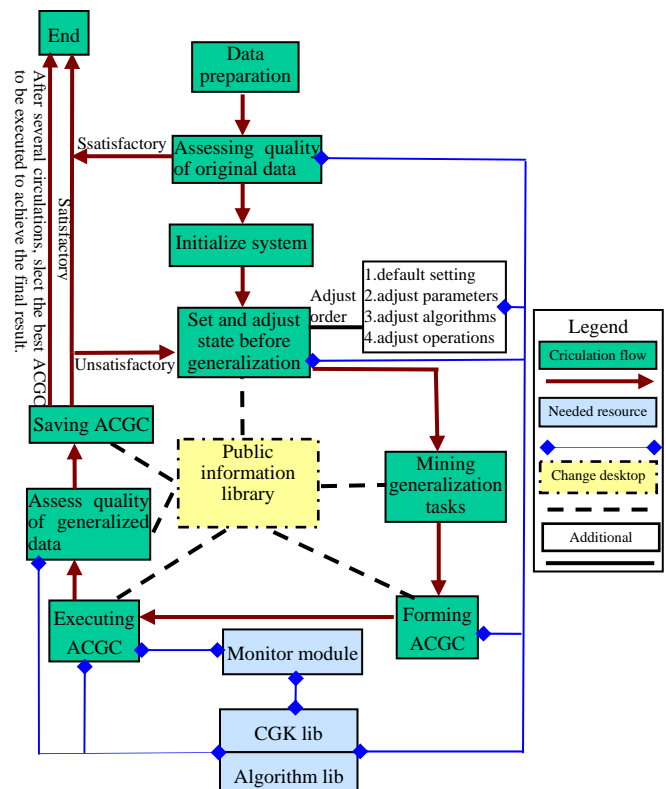 End
Data
preparation
After several circulations, slect the best ACGC
to be executed to achieve the final result.
Ssatisfactory
Assessing quality
of original data
Satisfactory
Initialize system
Adjust
order
1.default setting
2.adjust parameters
3.adjust algorithms
4.adjust operations
Set and adjust
state before
generalization
Unsatisfactory
Legend
Criculation flow
Needed resource
Change desktop
Additional
Saving ACGC
Public
information
library
Mining
generalization
tasks
Assess quality
of generalized
data
Executing
ACGC
Forming
ACGC
Monitor module
CGK lib
Algorithm lib